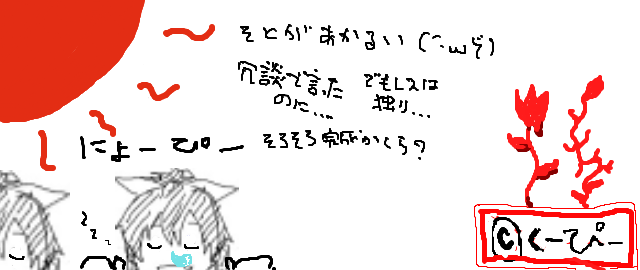 そとがあかるい(´･ω･`)
冗談で言った
のに…
でもレスは
独り…
にょーぴー
そろそろ完成かくら?
zz..
©くーぴー